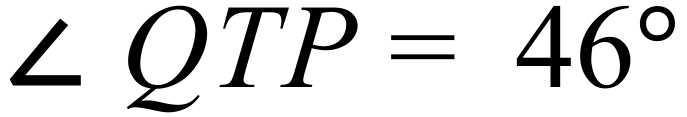 ∠ QTP = 46°